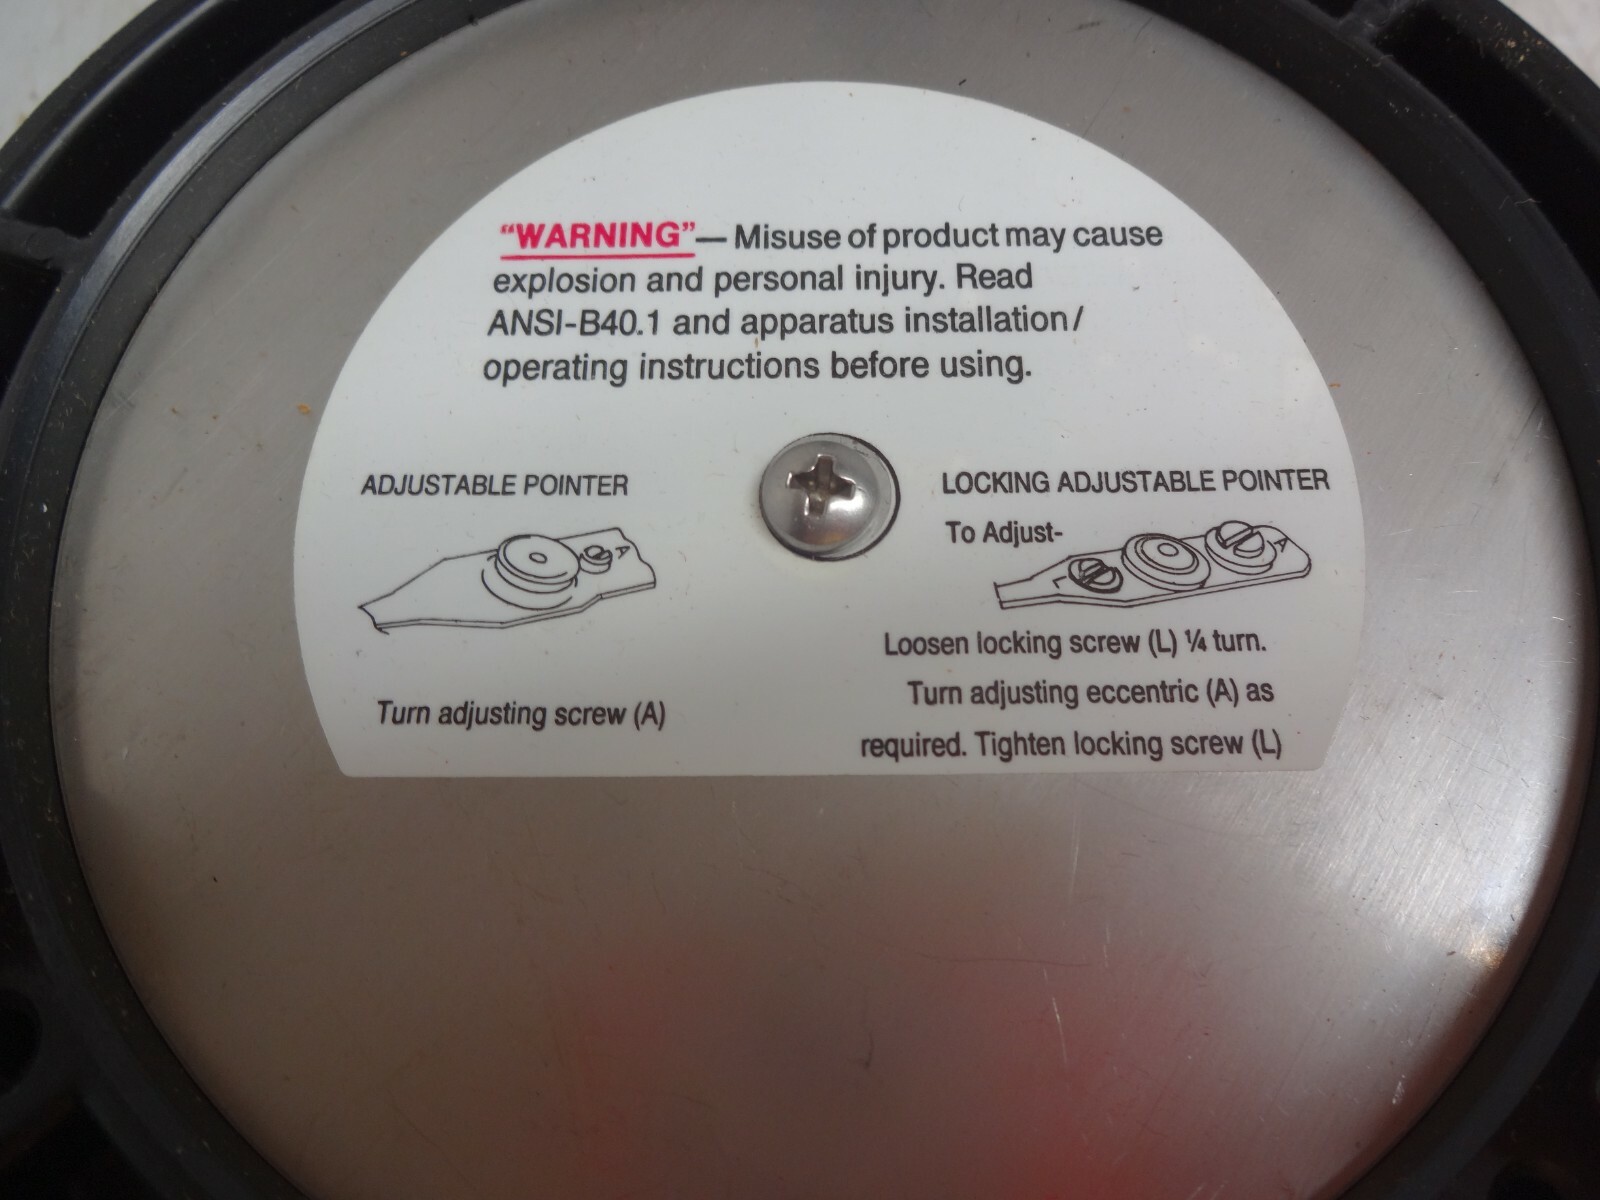 "WARNING"— Misuse of product may cause
explosion and personal injury. Read
ANSI-B40.1 and apparatus installation/
operating instructions before using.
ADJUSTABLE POINTER
A
Turn adjusting screw (A)
LOCKING ADJUSTABLE POINTER
To Adjust-
L A
Loosen locking screw (L) ¼ turn.
Turn adjusting eccentric (A) as
required. Tighten locking screw (L)